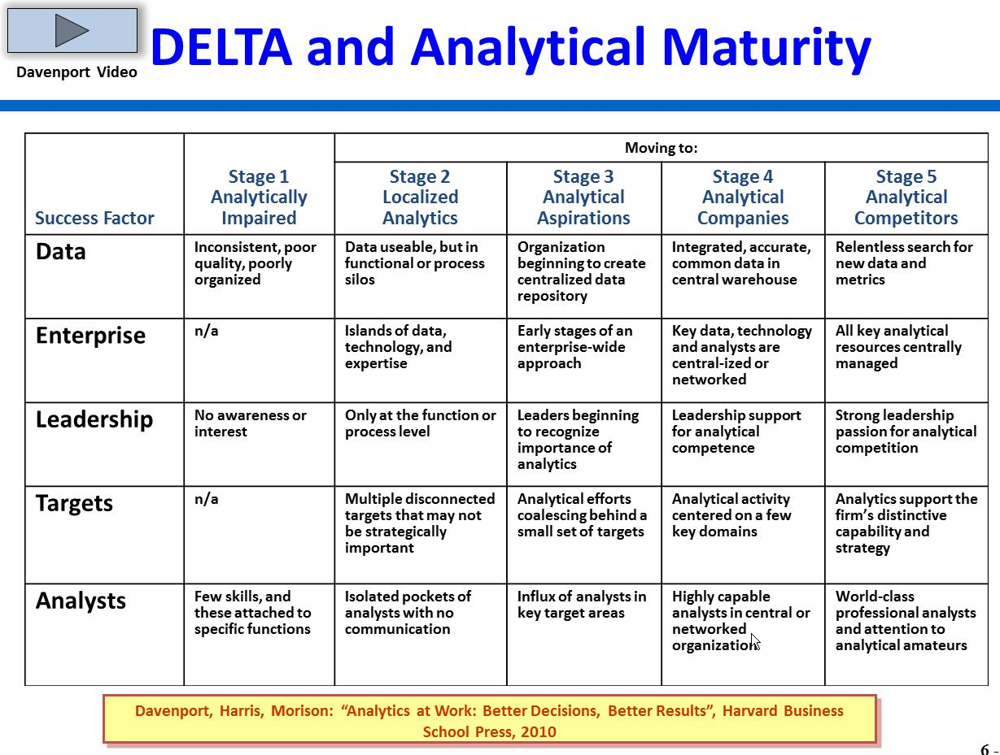 DELTA and Analytical Maturity
Davenport Video
Moving to:
Success Factor
Stage 1
Analytically
Impaired
Stage 2
Localized
Analytics
Stage 3
Analytical
Aspirations
Stage 4
Analytical
Companies
Stage 5
Analytical
Competitors
Data
Inconsistent, poor
quality, poorly
organized
Data useable, but in
functional or process
silos
Organization
beginning to create
centralized data
repository
Integrated, accurate,
common data in
central warehouse
Relentless search for
new data and
metrics
Enterprise
n/a
Islands of data,
technology, and
expertise
Early stages of an
enterprise-wide
approach
Key data, technology
and analysts are
central-ized or
networked
All key analytical
resources centrally
managed
Leadership
No awareness or
interest
Only at the function or
process level
Leaders beginning
to recognize
importance of
analytics
Leadership support
for analytical
competence
Strong leadership
passion for analytical
competition
Targets
n/a
Multiple disconnected
targets that may not
be strategically
important
Analytical efforts
coalescing behind a
small set of targets
Analytical activity
centered on a few
key domains
Analytics support the
firm’s distinctive
capability and
strategy
Analysts
Few skills, and
these attached to
specific functions
Isolated pockets of
analysts with no
communication
Influx of analysts in
key target areas
Highly capable
analysts in central or
networked
organization
World-class
professional analysts
and attention to
analytical amateurs
Davenport, Harris, Morison: “Analytics at Work: Better Decisions, Better Results”, Harvard Business
School Press, 2010
6 -